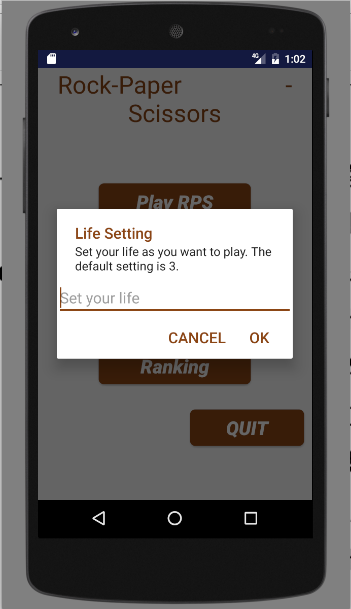 4G 1:02
Rock-Paper -
Scissors
Play RPS
Life Setting
Set your life as you want to play. The
default setting is 3.
Set your life
CANCEL OK
Ranking
QUIT